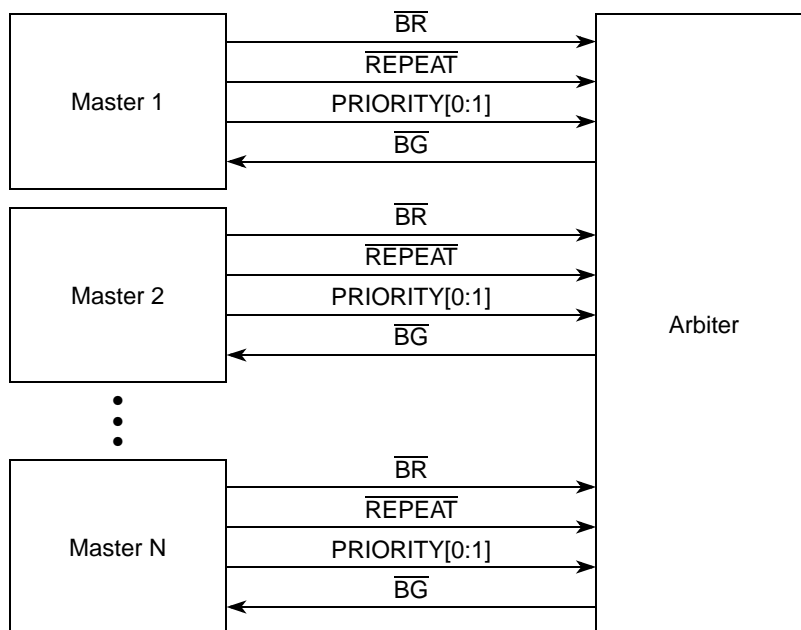 BR
REPEAT
Master 1
PRIORITY[0:1]
BG
BR
REPEAT
Master 2
PRIORITY[0:1]
BG
Arbiter
BR
REPEAT
Master N
PRIORITY[0:1]
BG